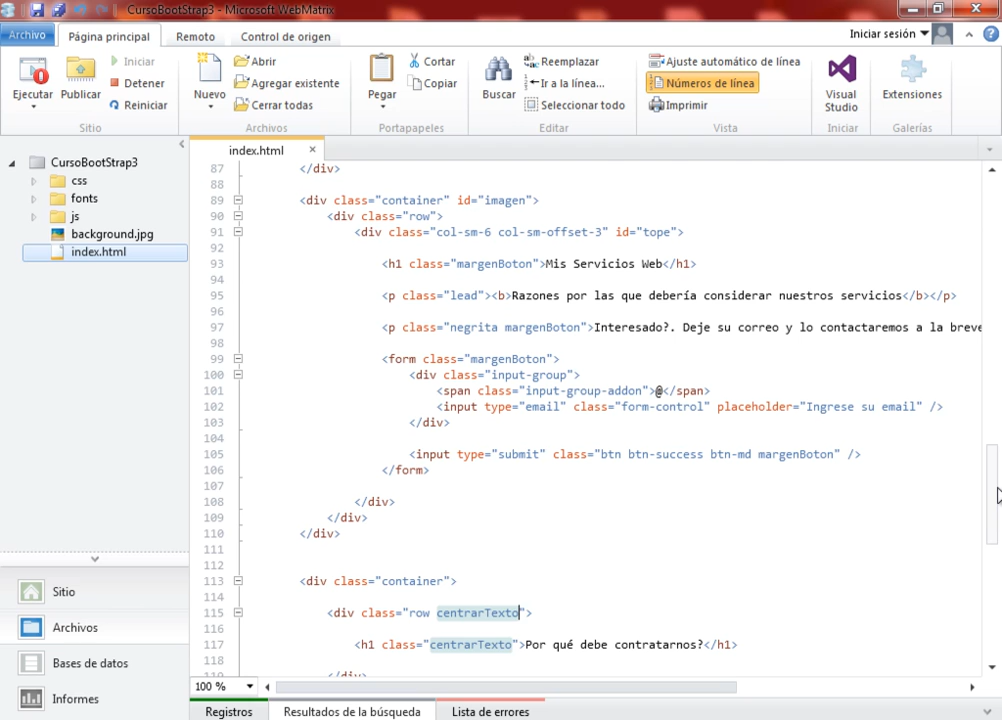 CursoBootStrap3 - Microsoft WebMatrix
Archivo
Página principal
Remoto
Control de origen
Iniciar sesión
Ejecutar
Publicar
Iniciar
Detener
Reiniciar
Sitio
Nuevo
Abrir
Agregar existente
Cerrar todas
Archivos
Pegar
Cortar
Copiar
Portapapeles
Buscar
Reemplazar
Ir a la línea...
Seleccionar todo
Editar
Ajuste automático de línea
Números de línea
Imprimir
Vista
Visual Studio
Iniciar
Extensiones
Galerías
CursoBootStrap3
css
fonts
js
background.jpg
index.html
Sitio
Archivos
Bases de datos
Informes
index.html
87 </div>
88
89 <div class="container" id="imagen">
90 <div class="row">
91 <div class="col-sm-6 col-sm-offset-3" id="tope">
92
93 <h1 class="margenBoton">Mis Servicios Web</h1>
94
95 <p class="lead"><b>Razones por las que debería considerar nuestros servicios</b></p>
96
97 <p class="negrita margenBoton">Interesado?. Deje su correo y lo contactaremos a la breve
98
99 <form class="margenBoton">
100 <div class="input-group">
101 <span class="input-group-addon">@</span>
102 <input type="email" class="form-control" placeholder="Ingrese su email" />
103 </div>
104
105 <input type="submit" class="btn btn-success btn-md margenBoton" />
106 </form>
107
108 </div>
109 </div>
110 </div>
111
112
113 <div class="container">
114
115 <div class="row centrarTexto">
116
117 <h1 class="centrarTexto">Por qué debe contratarnos?</h1>
118
119 </div>
100 %
Registros
Resultados de la búsqueda
Lista de errores